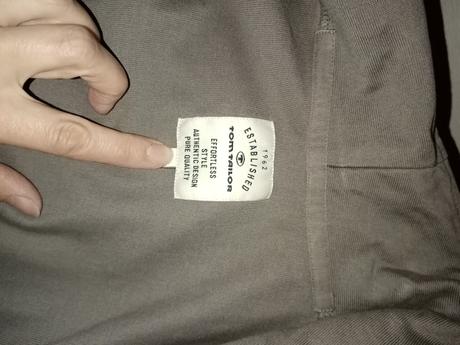 1962
ESTABLISHED
TOM TAILOR
EFFORTLESS
STYLE
AUTHENTIC DESIGN
PURE QUALITY